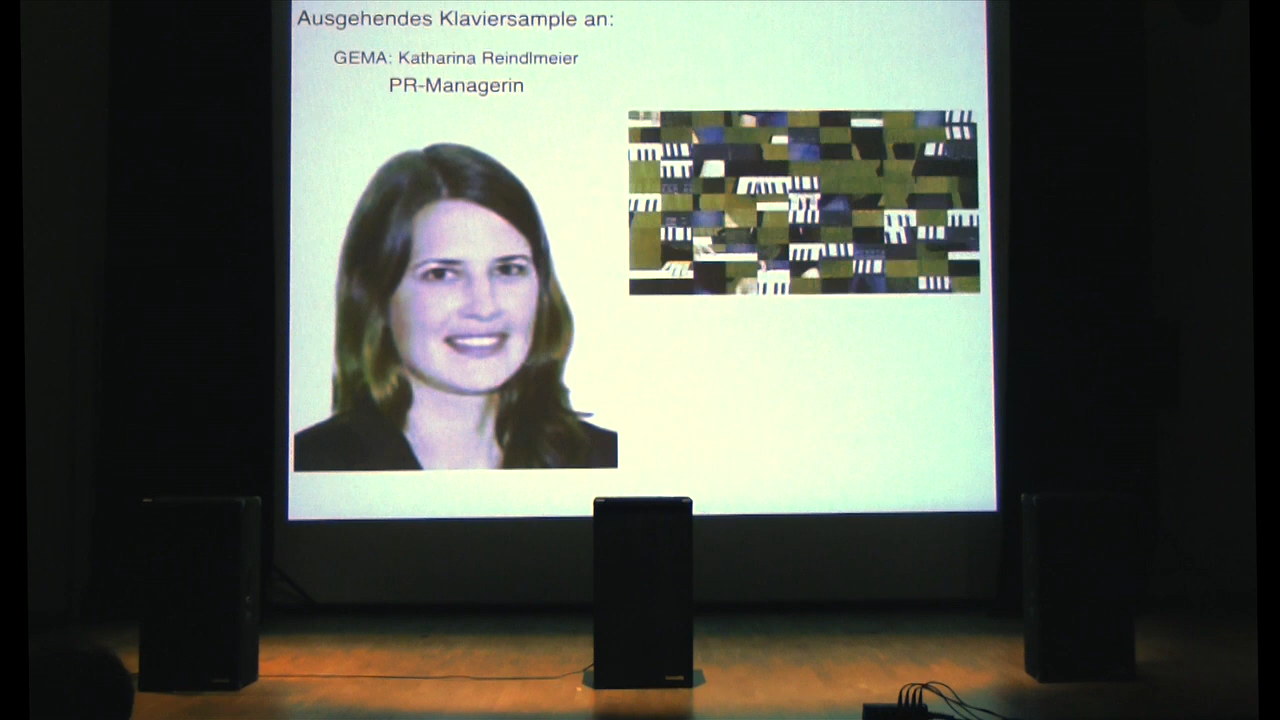 Ausgehendes Klaviersample an:
GEMA: Katharina Reindlmeier
PR-Managerin